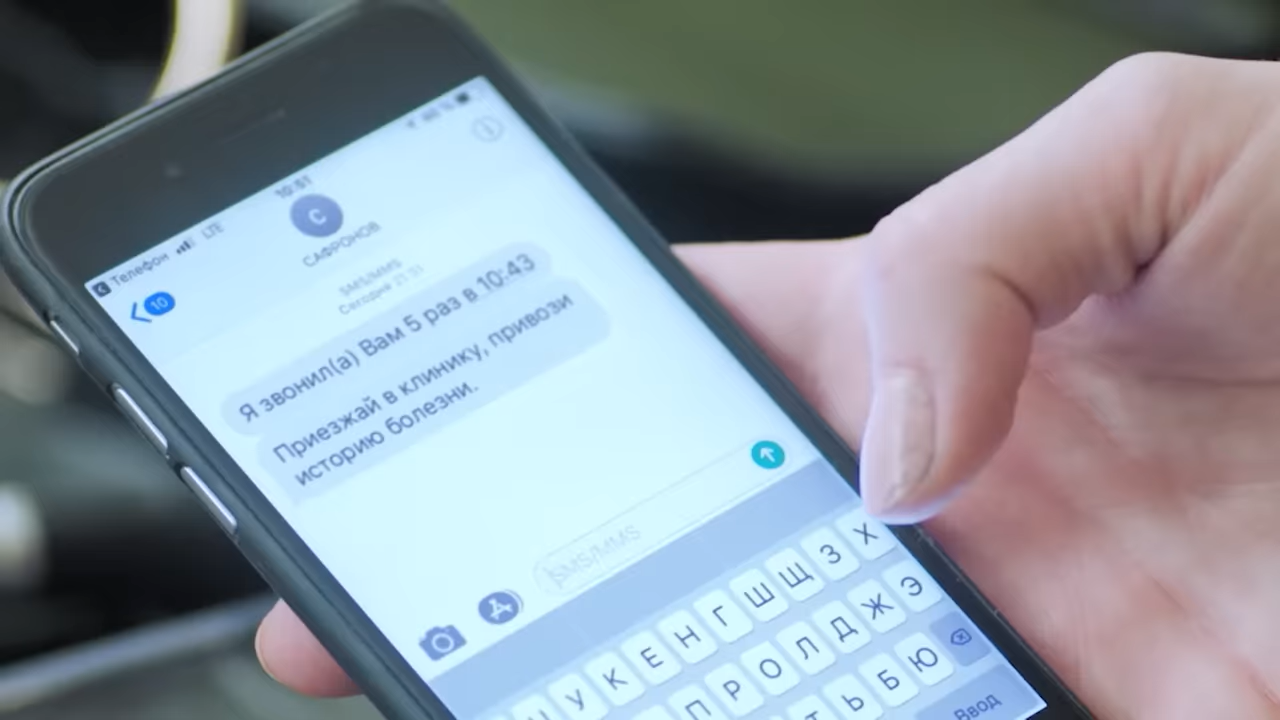 Телефон LTE 10:51
10
С
САФРОНОВ
SMS/MMS
Сегодня 21:31
Я звонил(а) Вам 5 раз в 10:43
Приезжай в клинику, привози
историю болезни.
SMS/MMS
У К Е Н Г Ш Щ З Х
П Р О Л Д Ж Э
Т Ь Б Ю
Ввод